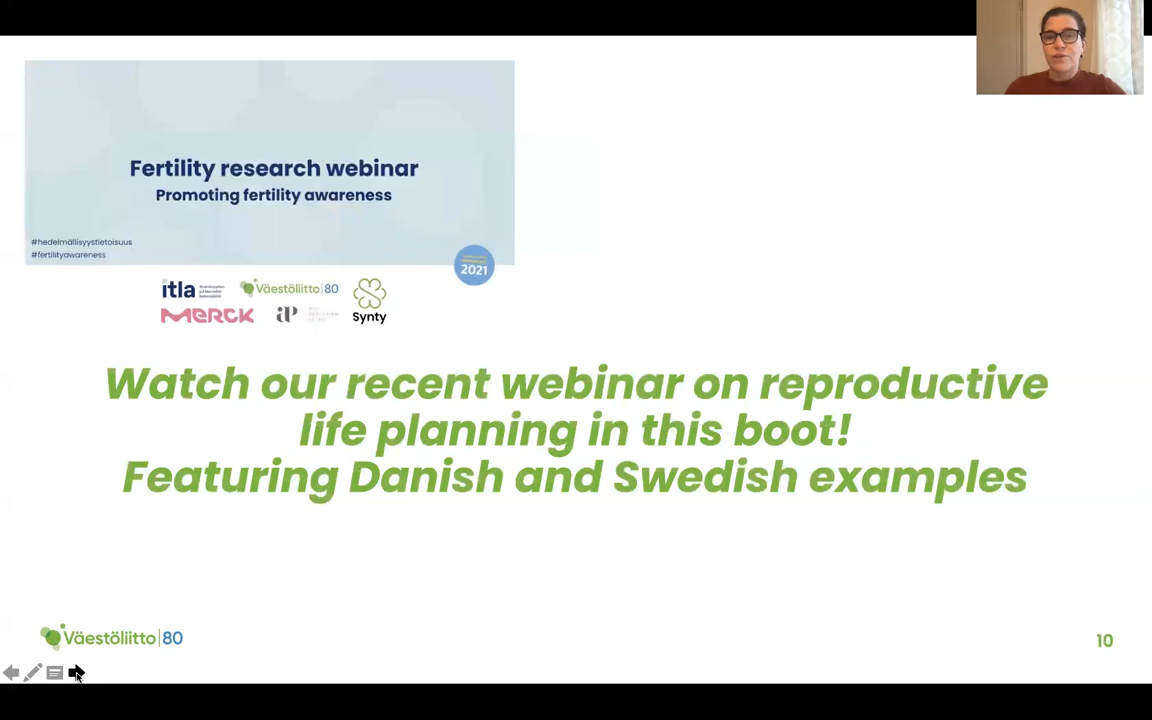 Fertility research webinar
Promoting fertility awareness
#hedelmällisyystietoisuus
#fertilityawareness
2021
itla
Väestöliitto|80
Merck
ap
Synty
Watch our recent webinar on reproductive
life planning in this boot!
Featuring Danish and Swedish examples
Väestöliitto|80
10